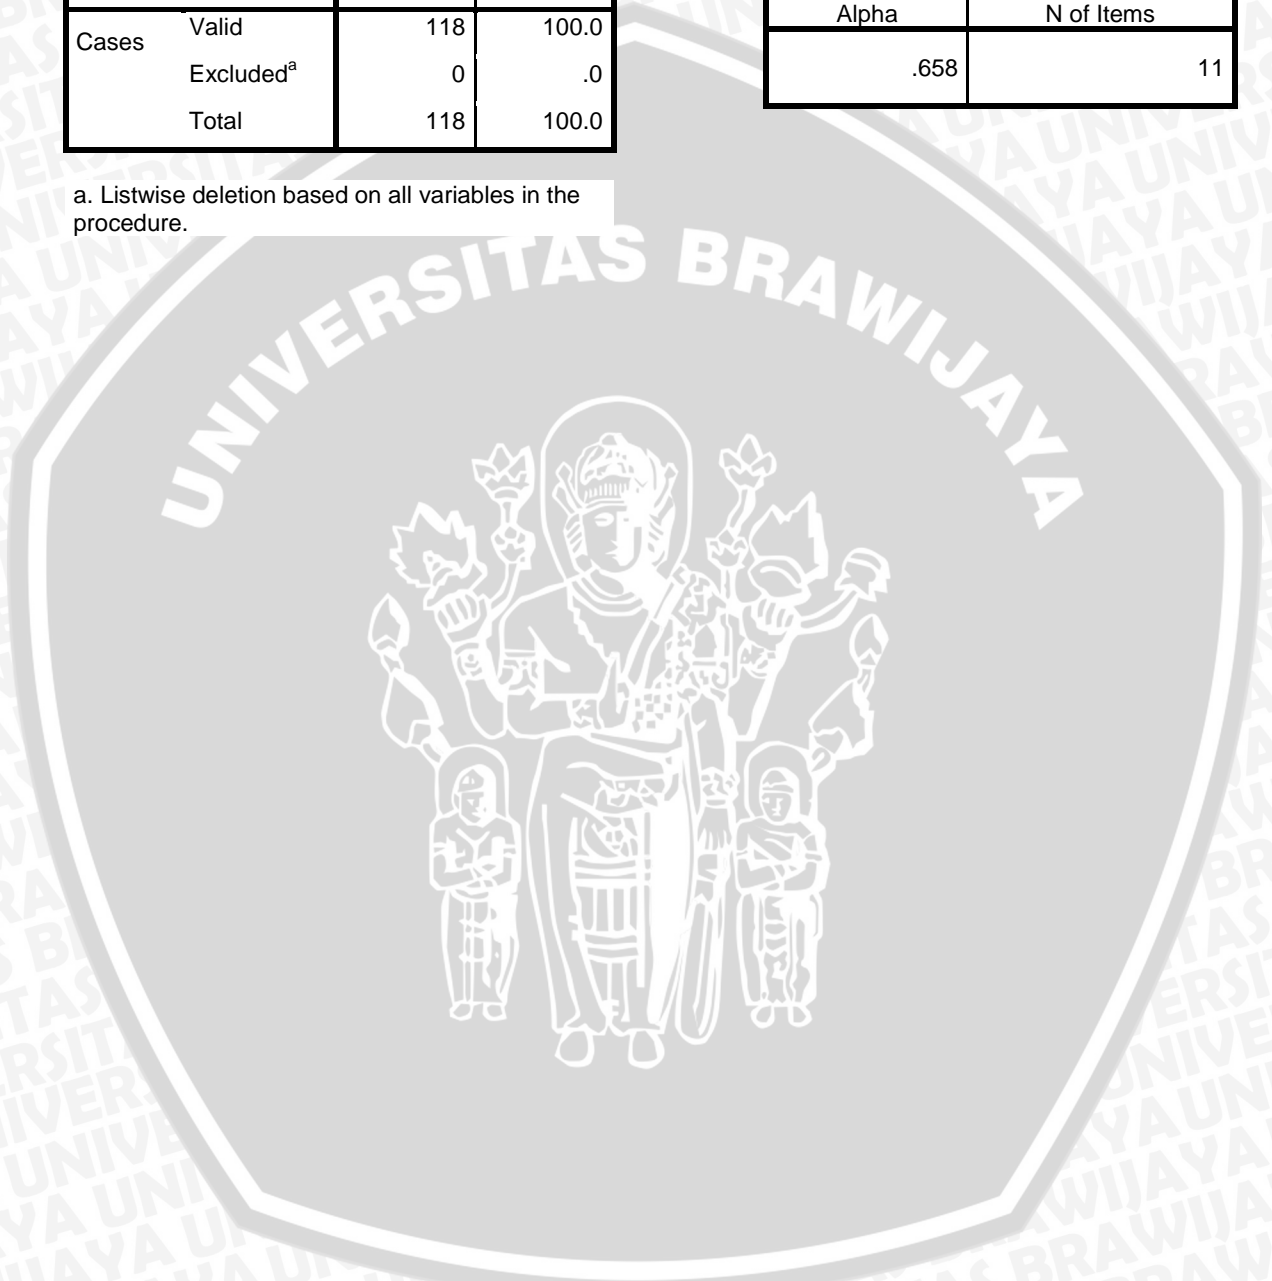 Cases Valid 118 100.0
Excludedᵃ 0 .0
Total 118 100.0
a. Listwise deletion based on all variables in the
procedure.
Alpha N of Items
.658 11
UNIVERSITAS BRAWIJAYA